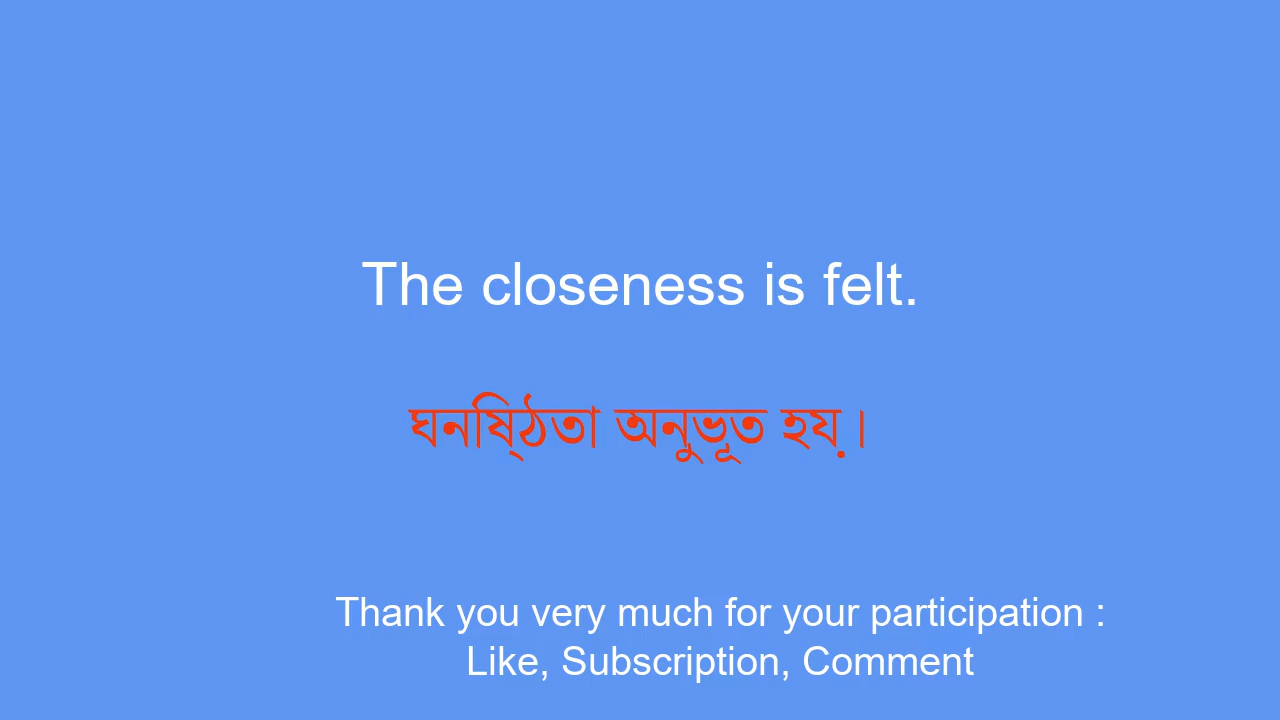 The closeness is felt.
ঘনিষ্ঠতা অনুভূত হয়।
Thank you very much for your participation :
Like, Subscription, Comment